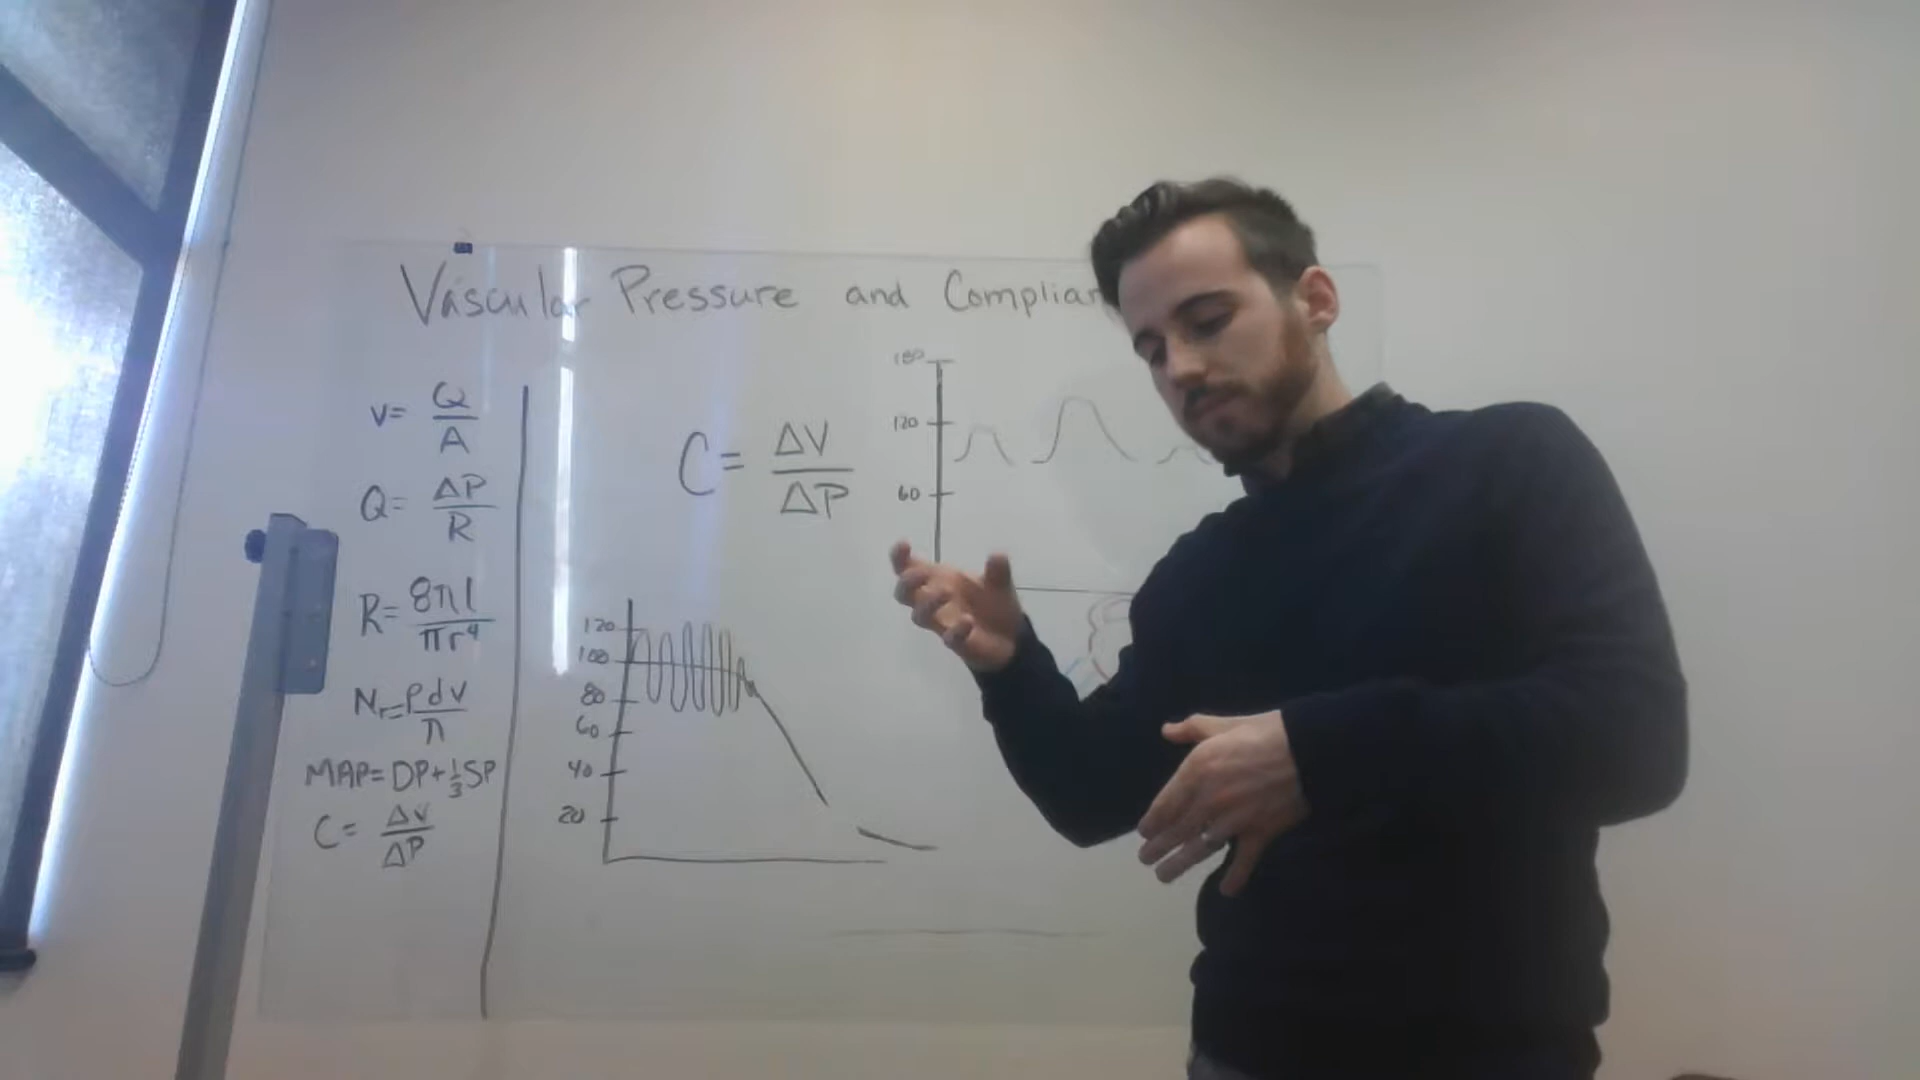 Vascular Pressure and Complian
V= Q/A
Q= ΔP/R
R= 8πl/πr⁴
Nᵣ= ρdv/π
MAP= DP+⅓SP
C= ΔV/ΔP
C= ΔV/ΔP
180
120
60
120
100
80
60
40
20